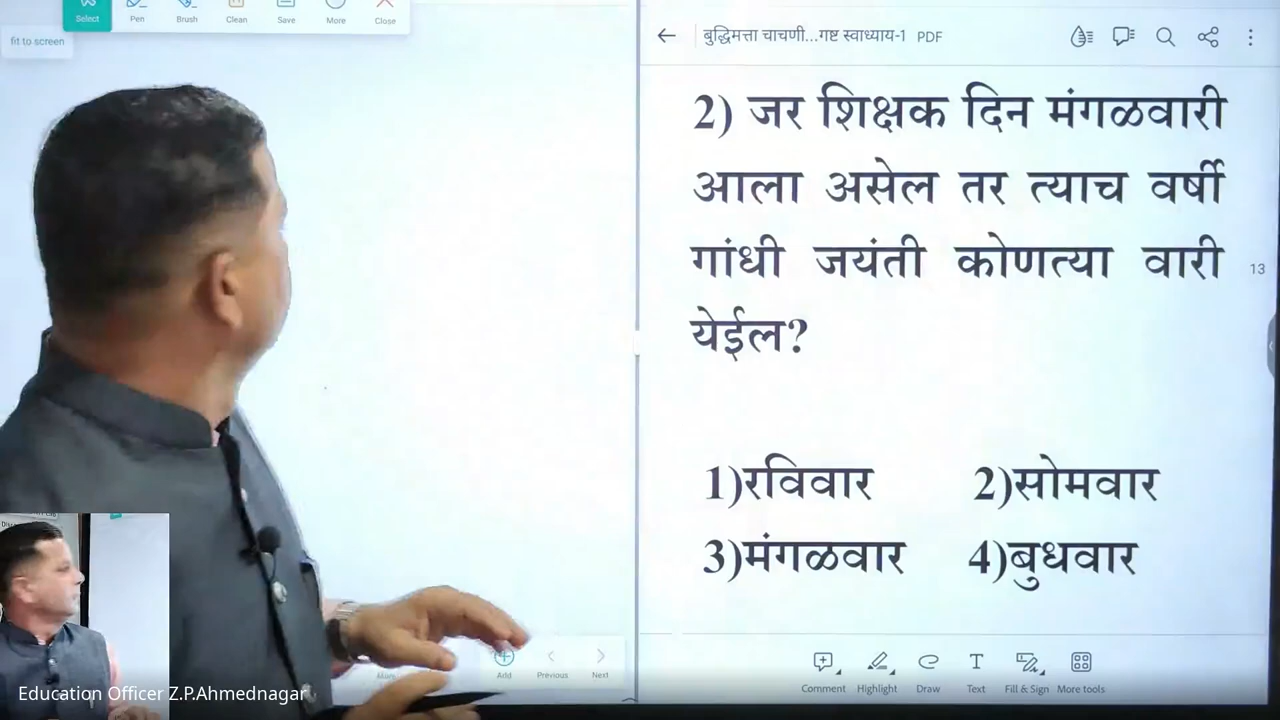 Select
Pen
Brush
Clean
Save
More
Close
fit to screen
बुद्धिमत्ता चाचणी...गष्ट स्वाध्याय-1 PDF
2) जर शिक्षक दिन मंगळवारी
आला असेल तर त्याच वर्षी
गांधी जयंती कोणत्या वारी
येईल?
13
1)रविवार 2)सोमवार
3)मंगळवार 4)बुधवार
Add
Previous
Next
Comment
Highlight
Draw
Text
Fill & Sign
More tools
Education Officer Z.P.Ahmednagar